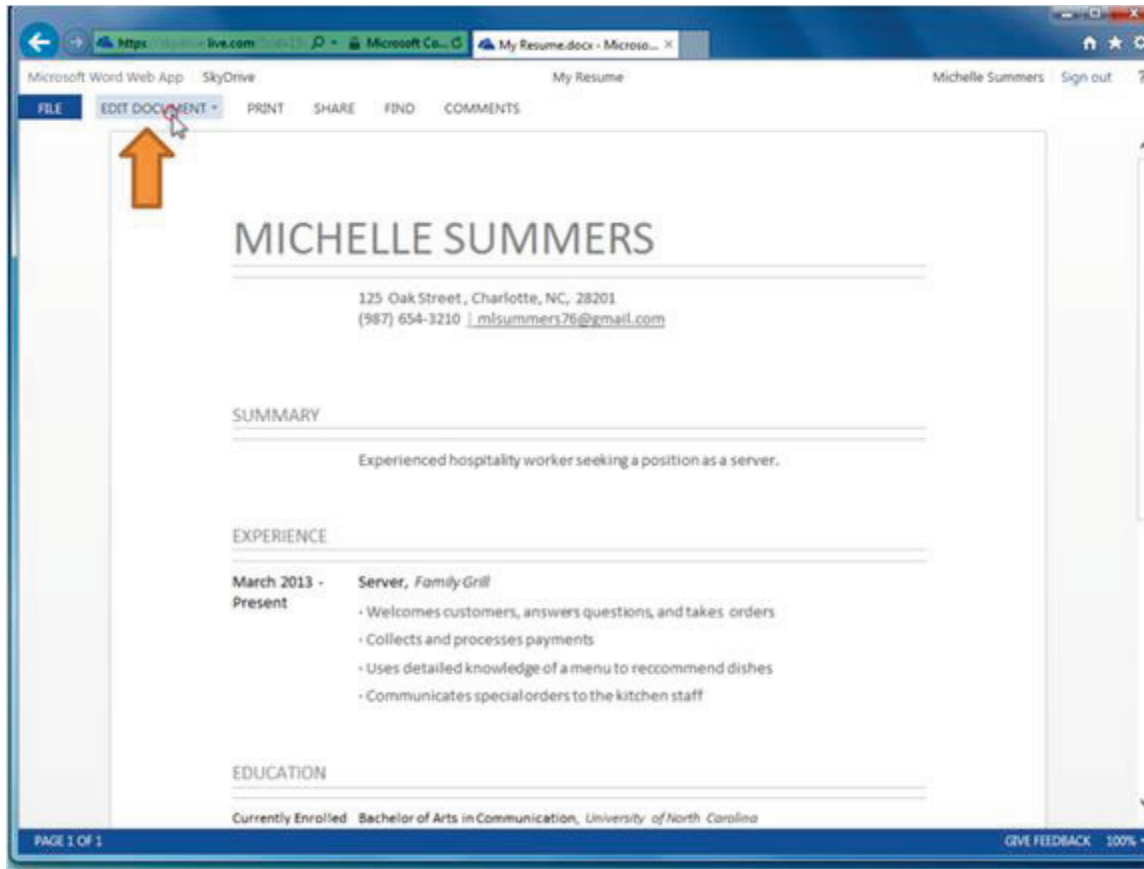 https live.com Microsoft Co... My Resume.docx - Microso... ×
Microsoft Word Web App SkyDrive My Resume Michelle Summers Sign out ?
FILE EDIT DOCUMENT PRINT SHARE FIND COMMENTS
MICHELLE SUMMERS
125 Oak Street, Charlotte, NC, 28201
(987) 654-3210 | mlsummers76@gmail.com
SUMMARY
Experienced hospitality worker seeking a position as a server.
EXPERIENCE
March 2013 - Server, Family Grill
Present
· Welcomes customers, answers questions, and takes orders
· Collects and processes payments
· Uses detailed knowledge of a menu to reccommend dishes
· Communicates special orders to the kitchen staff
EDUCATION
Currently Enrolled Bachelor of Arts in Communication, University of North Carolina
PAGE 1 OF 1 GIVE FEEDBACK 100%